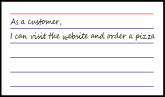 As a customer,
I can visit the website and order a pizza